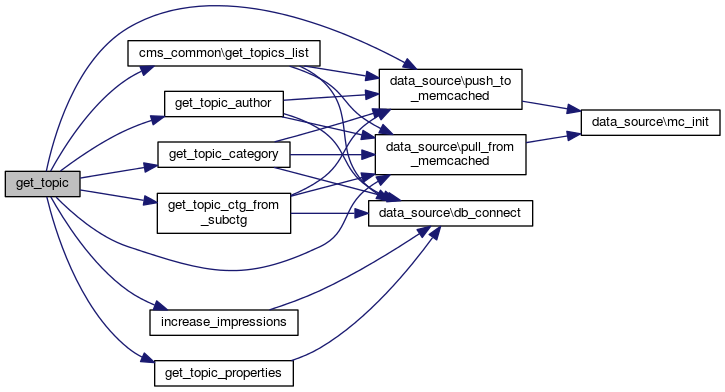 get_topic
cms_common\get_topics_list
get_topic_author
get_topic_category
get_topic_ctg_from
_subctg
increase_impressions
get_topic_properties
data_source\push_to
_memcached
data_source\pull_from
_memcached
data_source\db_connect
data_source\mc_init